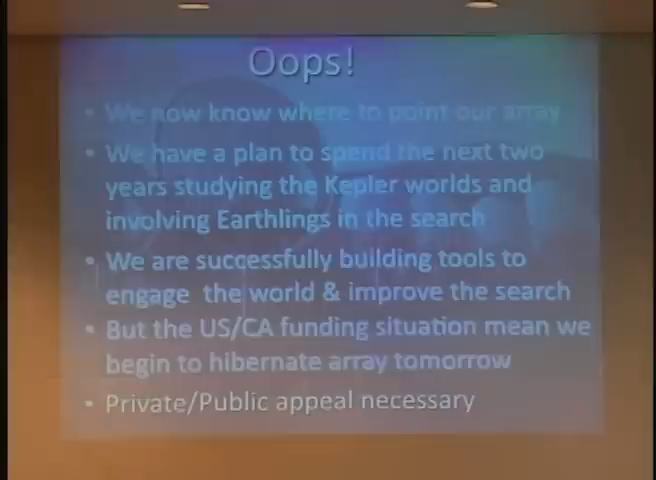 Oops!
• We now know where to point our array
• We have a plan to spend the next two
years studying the Kepler worlds and
involving Earthlings in the search
• We are successfully building tools to
engage the world & improve the search
• But the US/CA funding situation mean we
begin to hibernate array tomorrow
• Private/Public appeal necessary